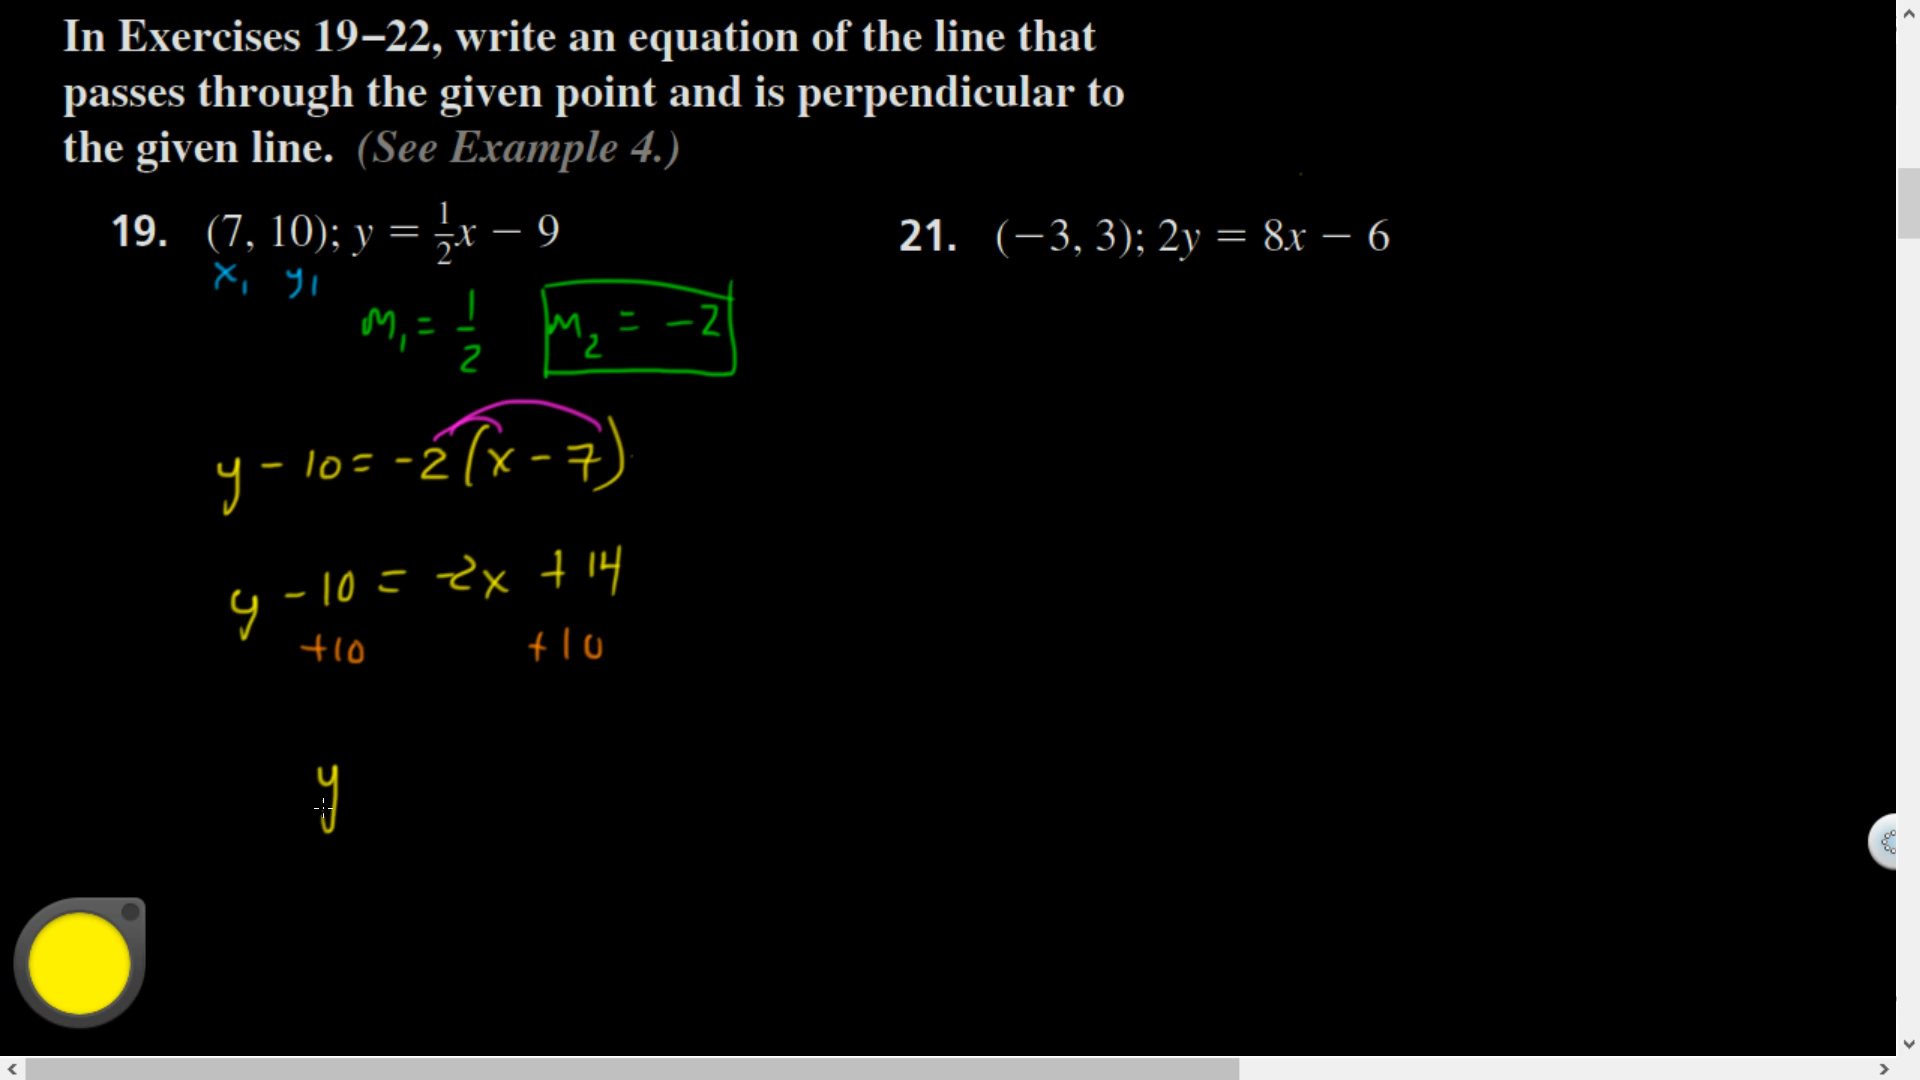 In Exercises 19–22, write an equation of the line that
passes through the given point and is perpendicular to
the given line. (See Example 4.)
19. (7, 10); y = 1/2 x − 9
x₁ y₁
m₁ = 1/2 m₂ = -2
y - 10 = -2(x - 7)
y - 10 = -2x + 14
+10 +10
y
21. (−3, 3); 2y = 8x − 6